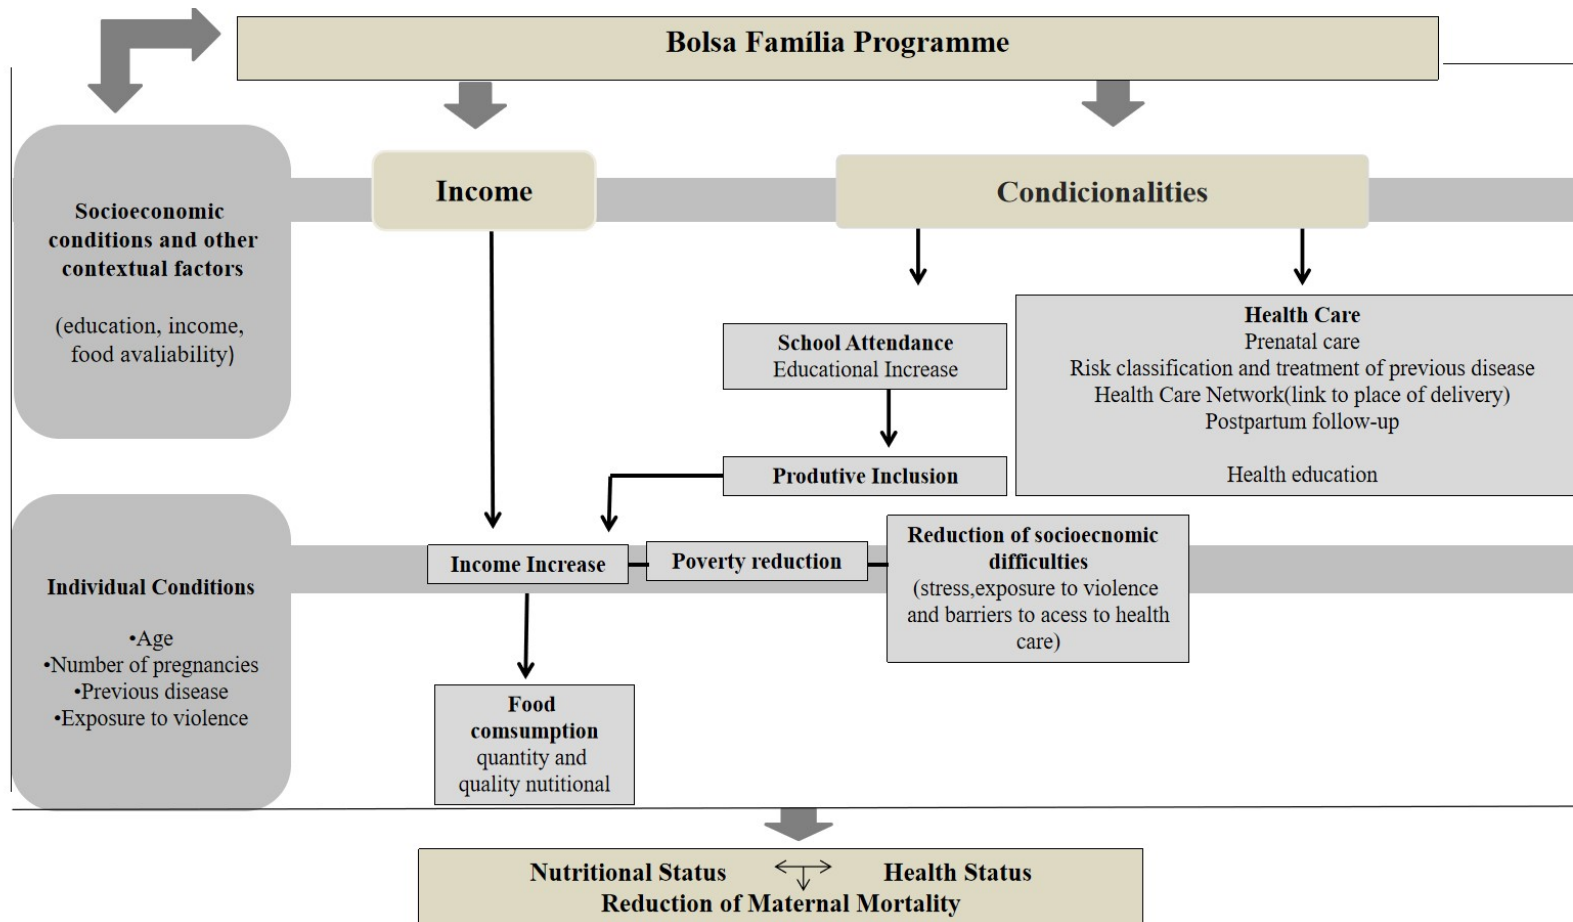 Bolsa Família Programme
Socioeconomic
conditions and other
contextual factors
(education, income,
food avaliability)
Income
Condicionalities
School Attendance
Educational Increase
Health Care
Prenatal care
Risk classification and treatment of previous disease
Health Care Network(link to place of delivery)
Postpartum follow-up
Health education
Produtive Inclusion
Individual Conditions
•Age
•Number of pregnancies
•Previous disease
•Exposure to violence
Income Increase
Poverty reduction
Reduction of socioecnomic
difficulties
(stress,exposure to violence
and barriers to acess to health
care)
Food
comsumption
quantity and
quality nutitional
Nutritional Status
Health Status
Reduction of Maternal Mortality